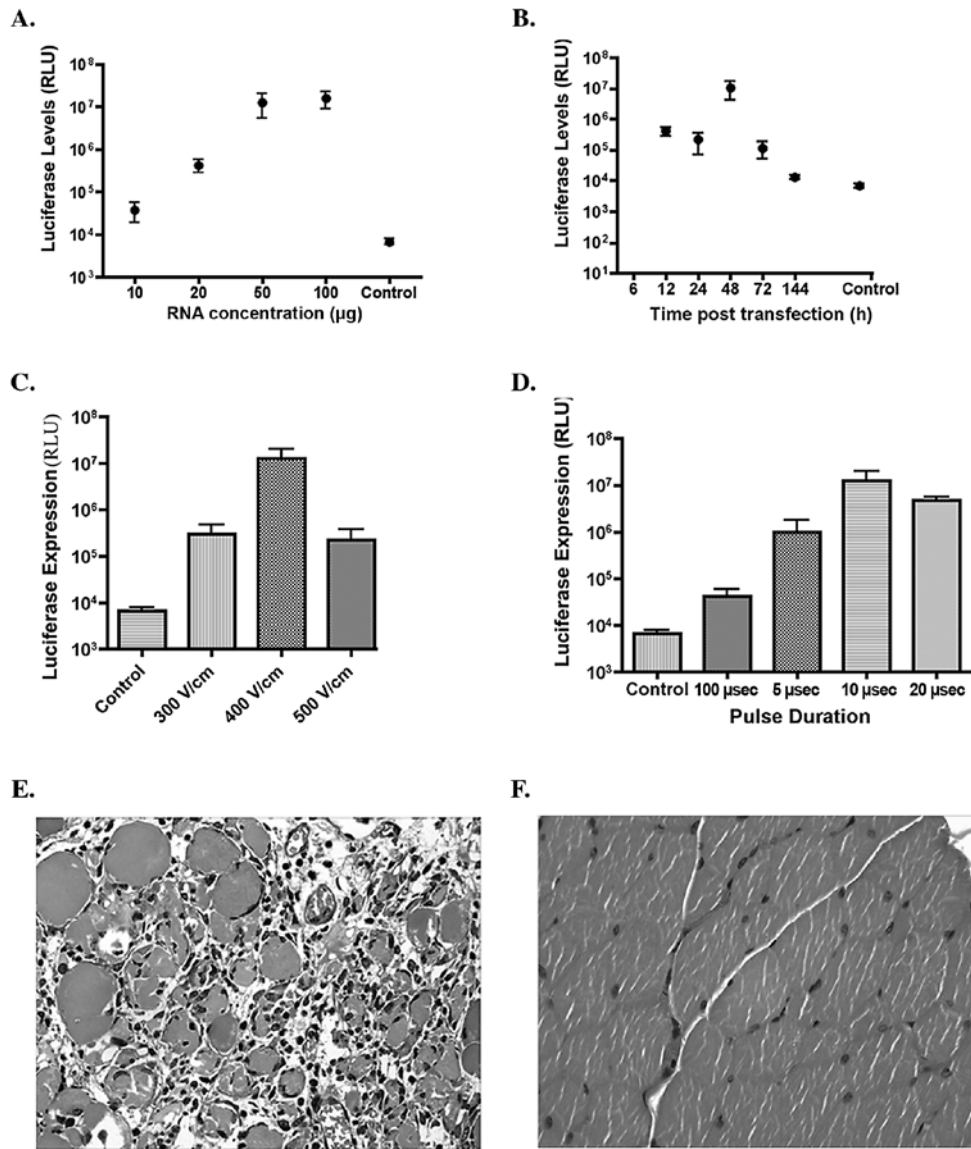 A.
Luciferase Levels (RLU)
10⁸
10⁷
10⁶
10⁵
10⁴
10³
10 20 50 100 Control
RNA concentration (µg)
B.
Luciferase Levels (RLU)
10⁸
10⁷
10⁶
10⁵
10⁴
10³
10²
10¹
6 12 24 48 72 144 Control
Time post transfection (h)
C.
Luciferase Expression(RLU)
10⁸
10⁷
10⁶
10⁵
10⁴
10³
Control 300 V/cm 400 V/cm 500 V/cm
D.
Luciferase Expression (RLU)
10⁸
10⁷
10⁶
10⁵
10⁴
10³
Control 100 µsec 5 µsec 10 µsec 20 µsec
Pulse Duration
E.
F.